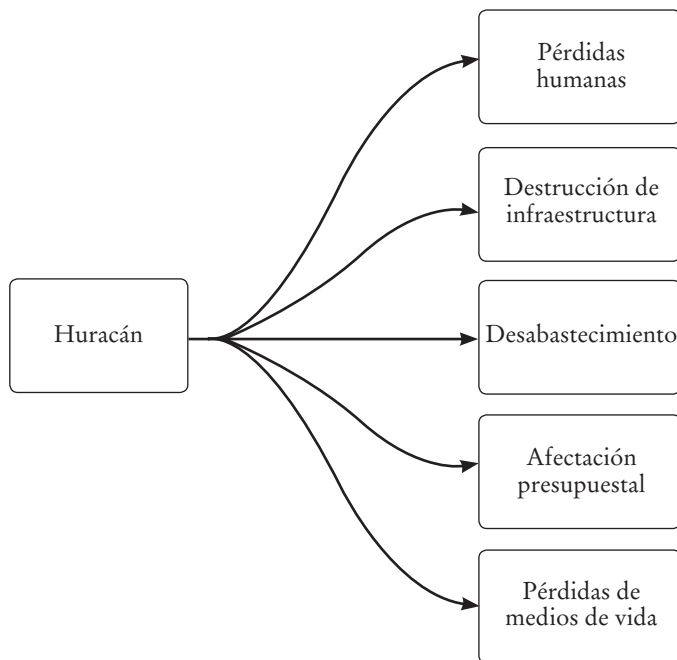 Pérdidas
humanas
Destrucción de
infraestructura
Huracán
Desabastecimiento
Afectación
presupuestal
Pérdidas de
medios de vida